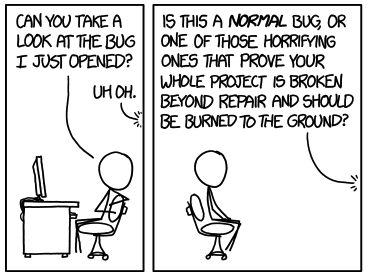 CAN YOU TAKE A
LOOK AT THE BUG
I JUST OPENED?
UH OH.
IS THIS A NORMAL BUG, OR
ONE OF THOSE HORRIFYING
ONES THAT PROVE YOUR
WHOLE PROJECT IS BROKEN
BEYOND REPAIR AND SHOULD
BE BURNED TO THE GROUND?